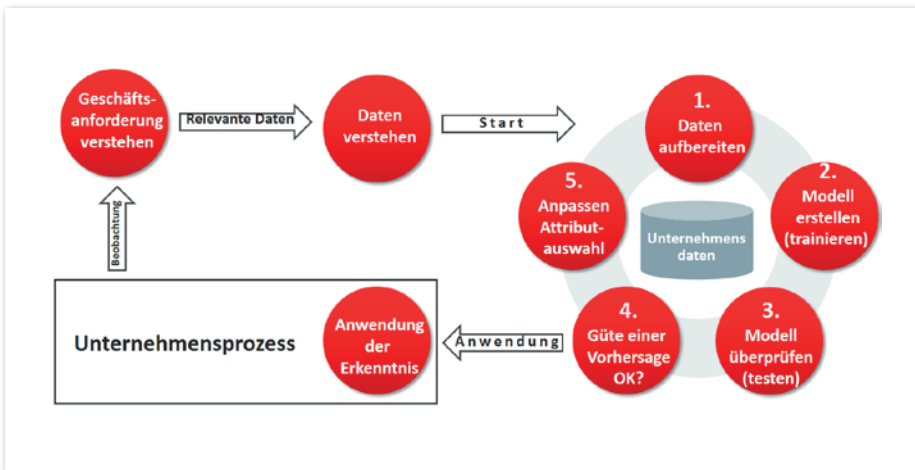 Geschäfts-
anforderung
verstehen
Relevante Daten
Daten
verstehen
Start
1.
Daten
aufbereiten
2.
Modell
erstellen
(trainieren)
3.
Modell
überprüfen
(testen)
4.
Güte einer
Vorhersage
OK?
5.
Anpassen
Attribut-
auswahl
Unternehmens
daten
Anwendung
Anwendung
der
Erkenntnis
Unternehmensprozess
Beobachtung